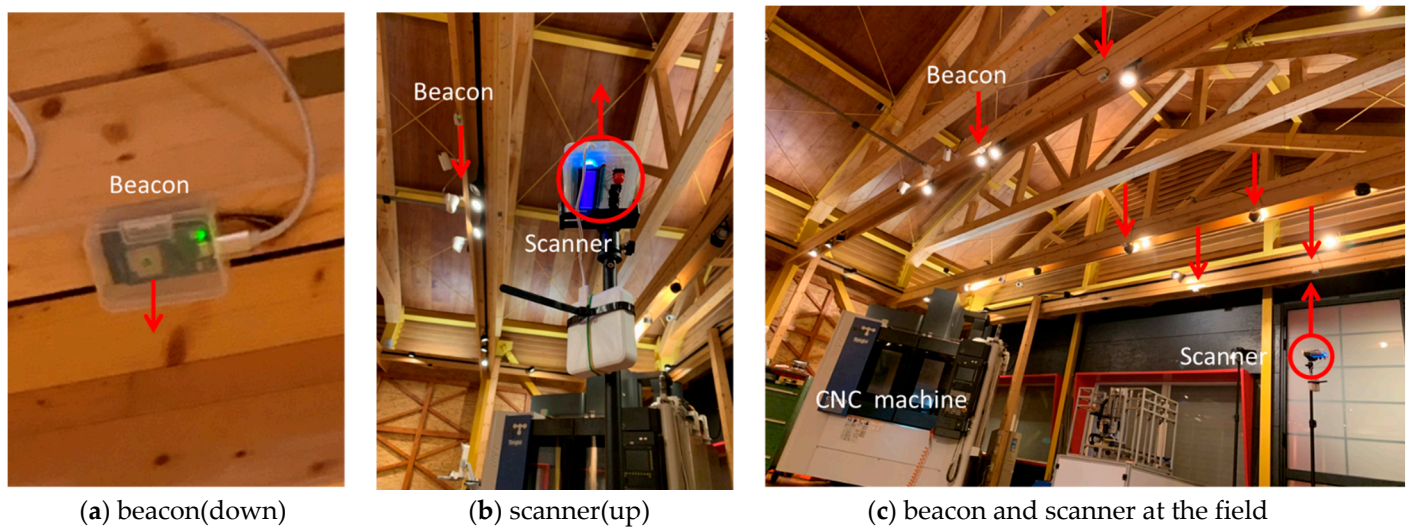 Beacon
Beacon
Scanner
Beacon
Scanner
CNC machine
(a) beacon(down)
(b) scanner(up)
(c) beacon and scanner at the field